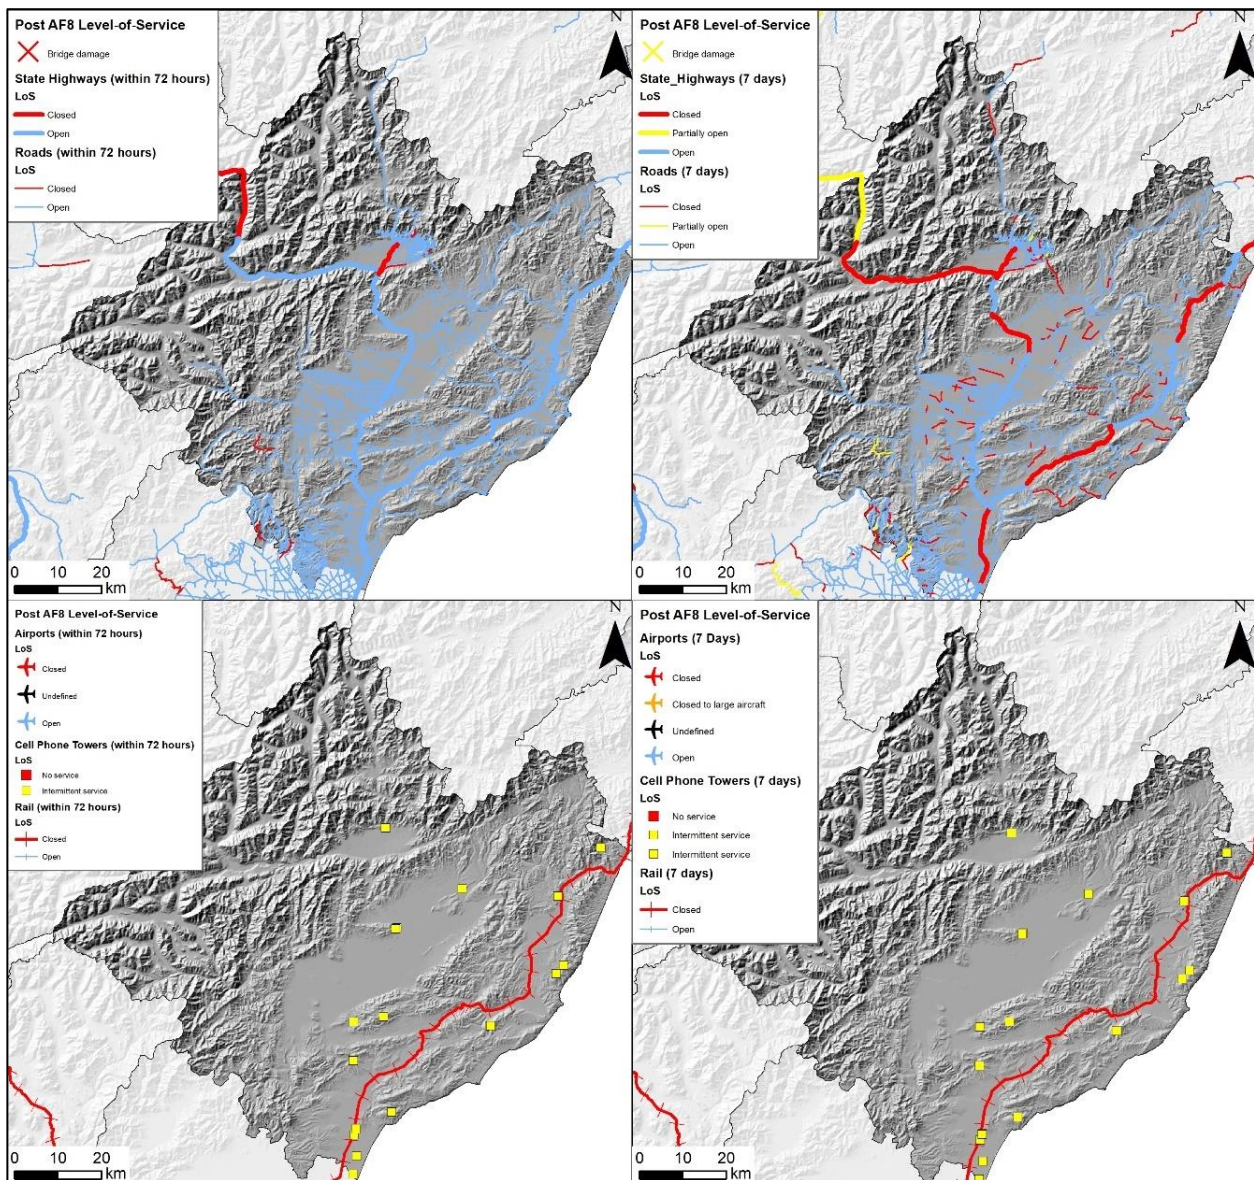 Post AF8 Level-of-Service
Bridge damage
State Highways (within 72 hours)
LoS
Closed
Open
Roads (within 72 hours)
LoS
Closed
Open
N
0 10 20
km
Post AF8 Level-of-Service
Bridge damage
State_Highways (7 days)
LoS
Closed
Partially open
Open
Roads (7 days)
LoS
Closed
Partially open
Open
N
0 10 20
km
Post AF8 Level-of-Service
Airports (within 72 hours)
LoS
Closed
Undefined
Open
Cell Phone Towers (within 72 hours)
LoS
No service
Intermittent service
Rail (within 72 hours)
LoS
Closed
Open
N
0 10 20
km
Post AF8 Level-of-Service
Airports (7 Days)
LoS
Closed
Closed to large aircraft
Undefined
Open
Cell Phone Towers (7 days)
LoS
No service
Intermittent service
Intermittent service
Rail (7 days)
LoS
Closed
Open
N
0 10 20
km